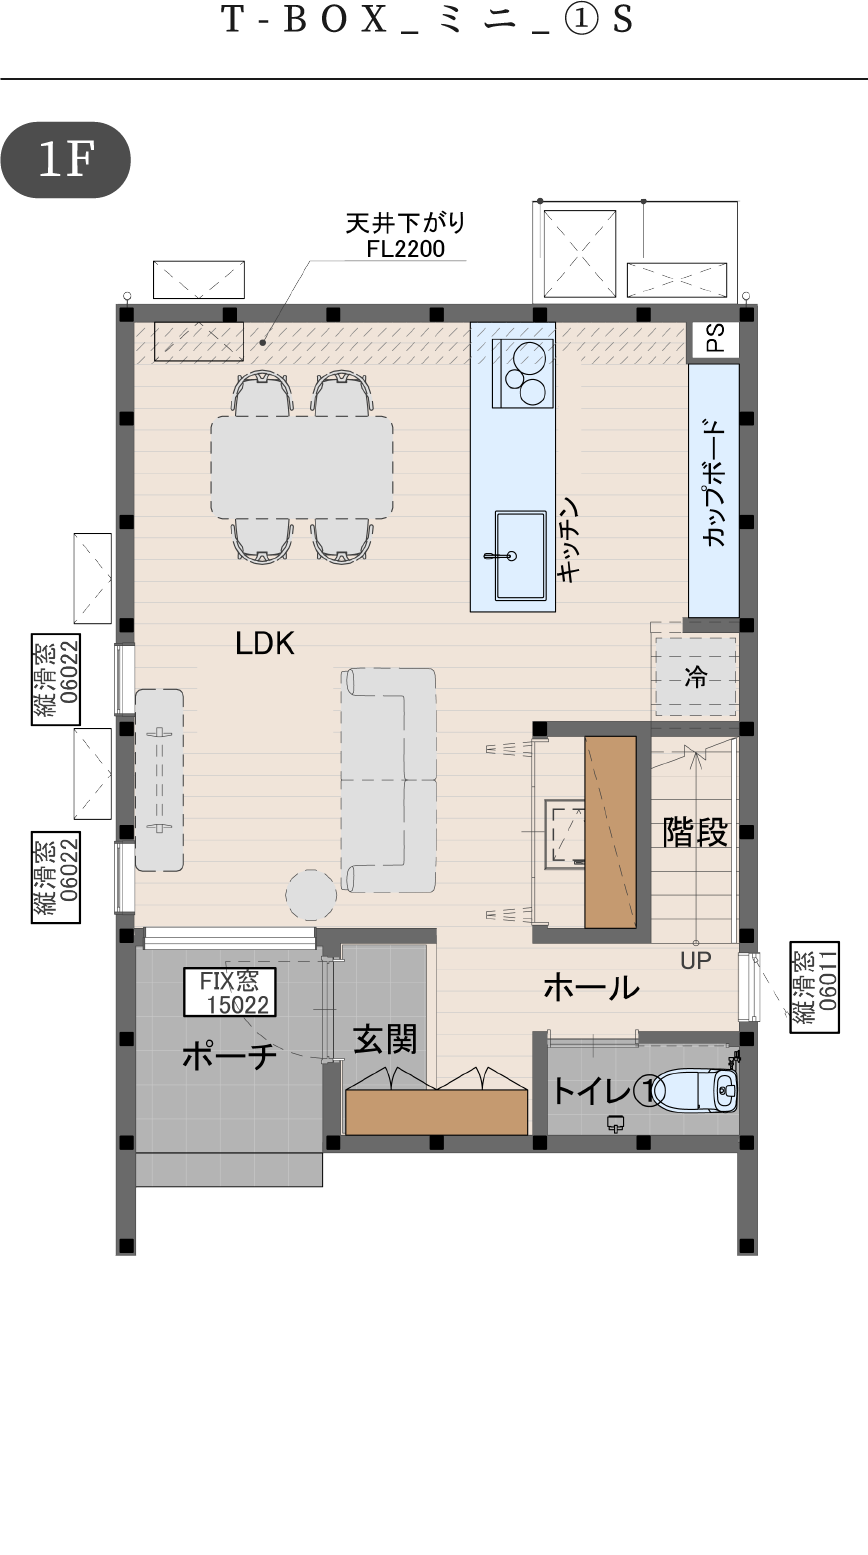 T-BOX_ミニ_①S
1F
天井下がり
FL2200
PS
カップボード
キッチン
LDK
縦滑窓
06022
冷
階段
縦滑窓
06022
UP
FIX窓
15022
ホール
縦滑窓
06011
玄関
ポーチ
トイレ①